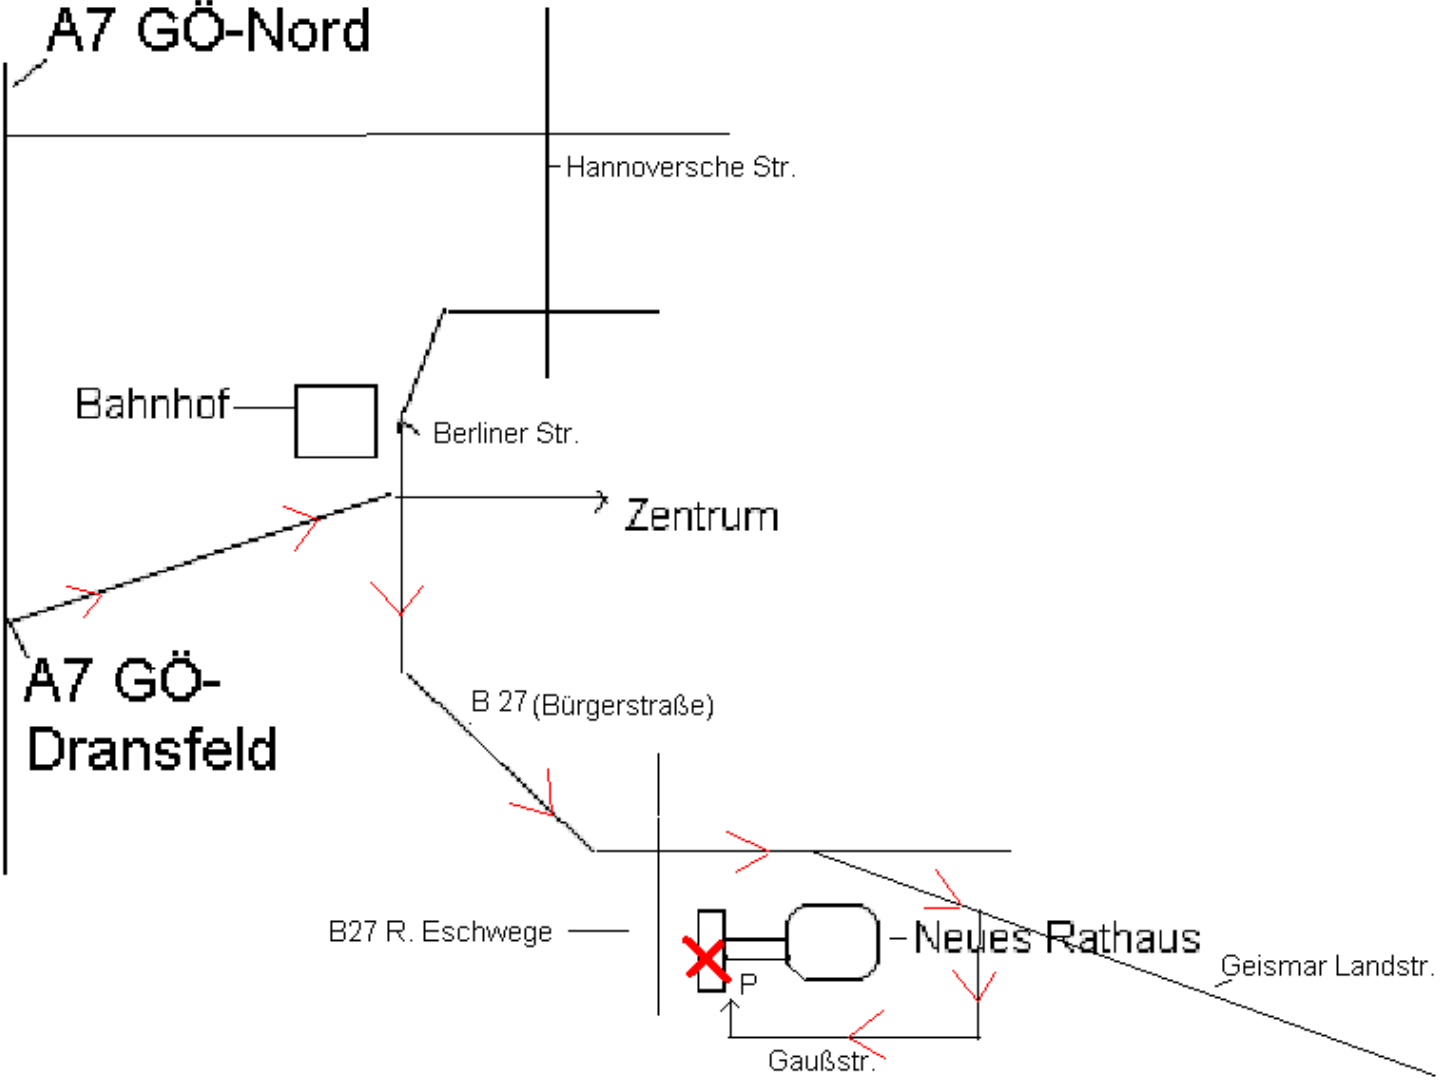 A7 GÖ-Nord
Hannoversche Str.
Bahnhof
Berliner Str.
Zentrum
A7 GÖ-
Dransfeld
B 27 (Bürgerstraße)
B27 R. Eschwege
Neues Rathaus
Geismar Landstr.
P
Gaußstr.